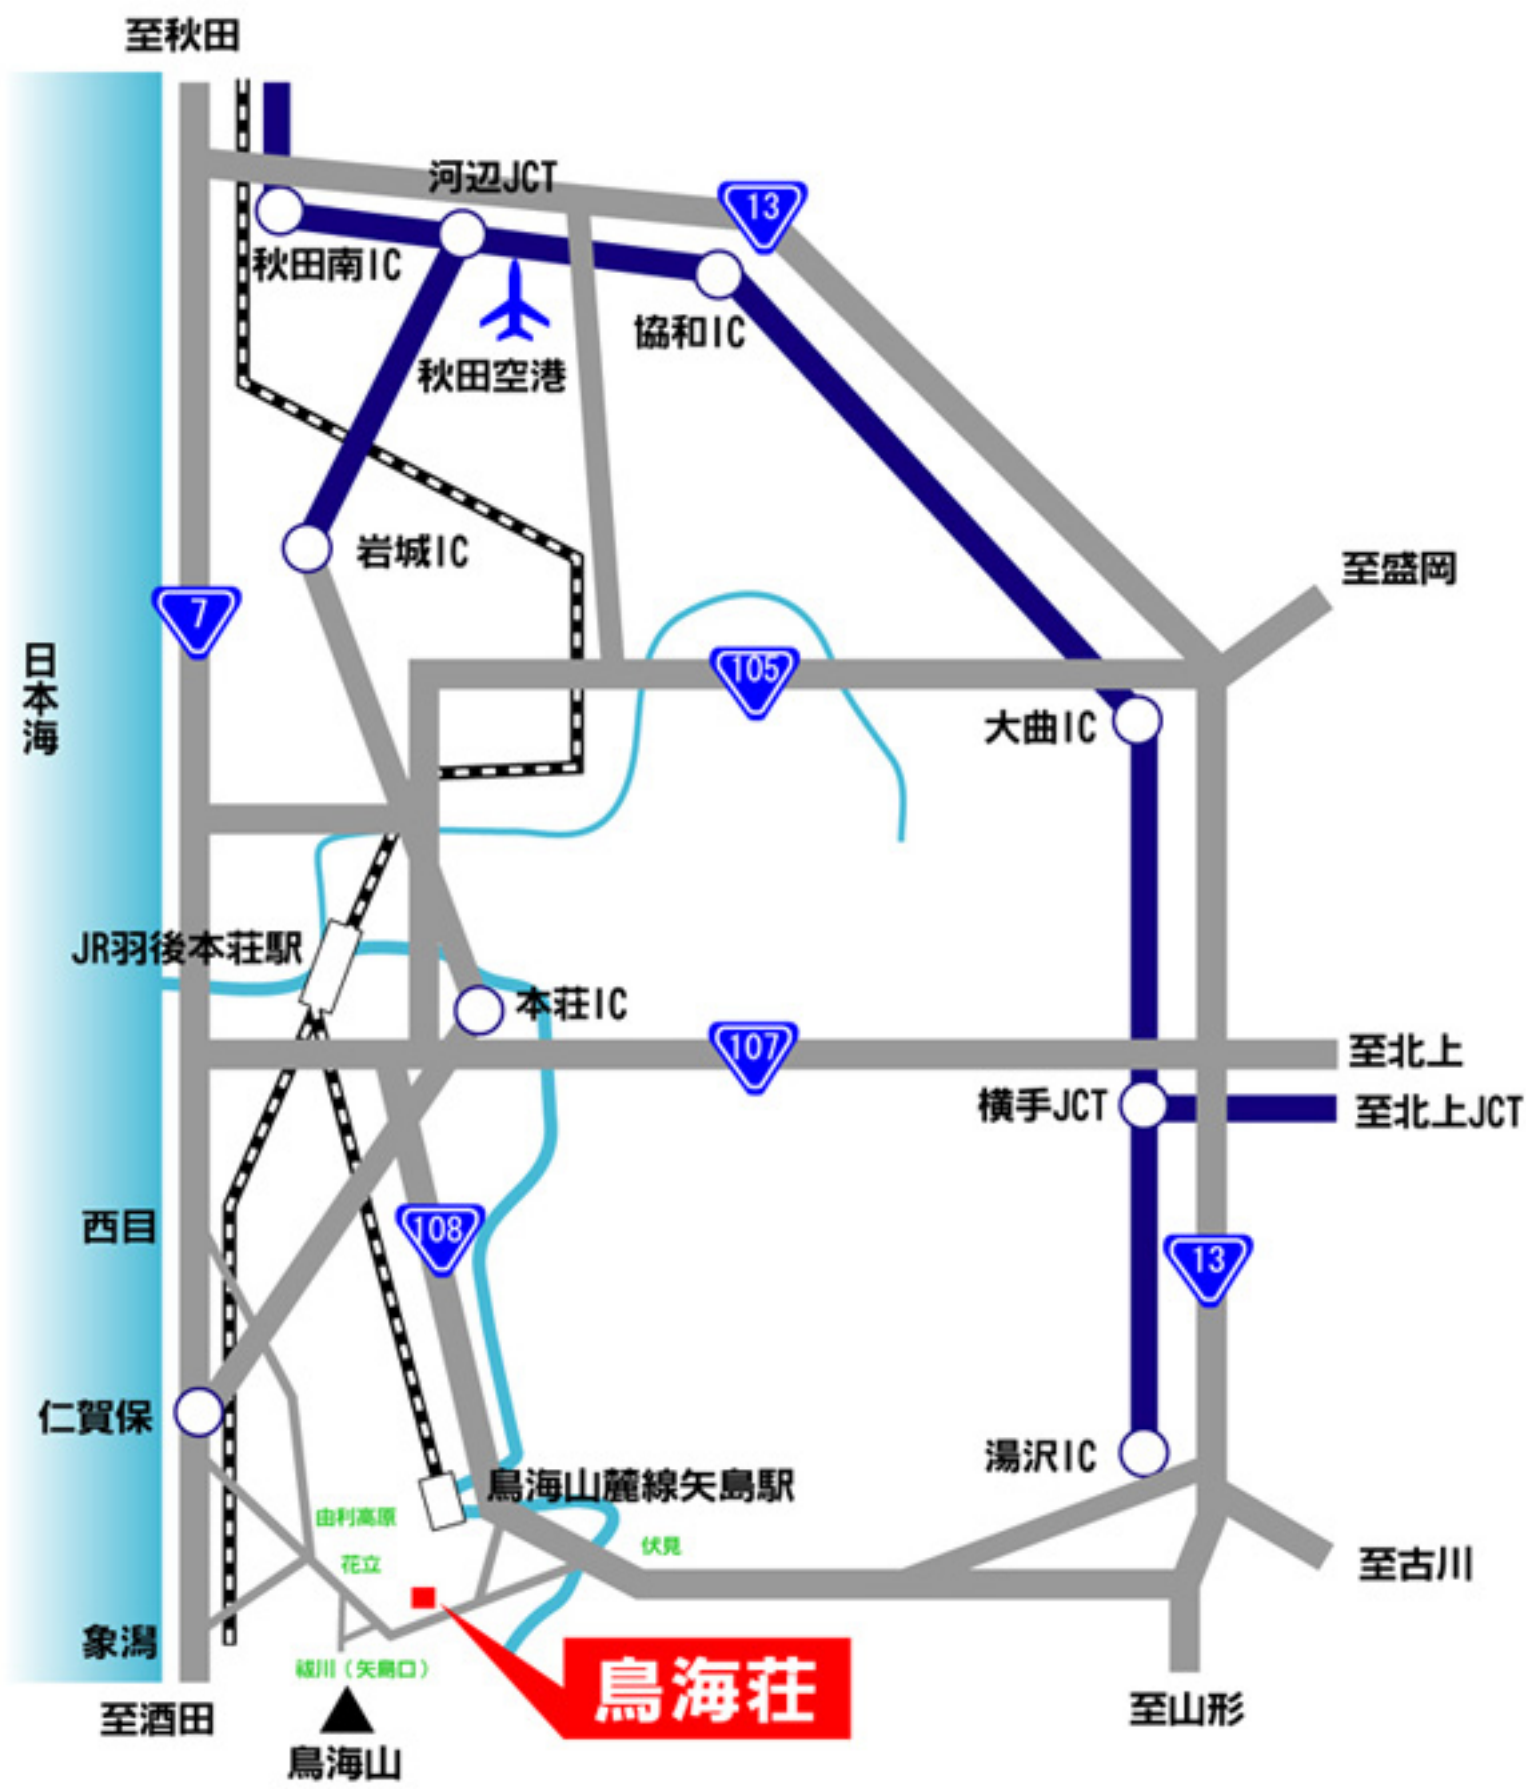 至秋田
河辺JCT
13
秋田南IC
協和IC
秋田空港
岩城IC
至盛岡
7
105
日本海
大曲IC
JR羽後本荘駅
本荘IC
107
至北上
横手JCT
至北上JCT
西目
108
13
仁賀保
湯沢IC
鳥海山麓線矢島駅
由利高原
伏見
花立
至古川
象潟
祓川（矢島口）
鳥海荘
至酒田
至山形
鳥海山